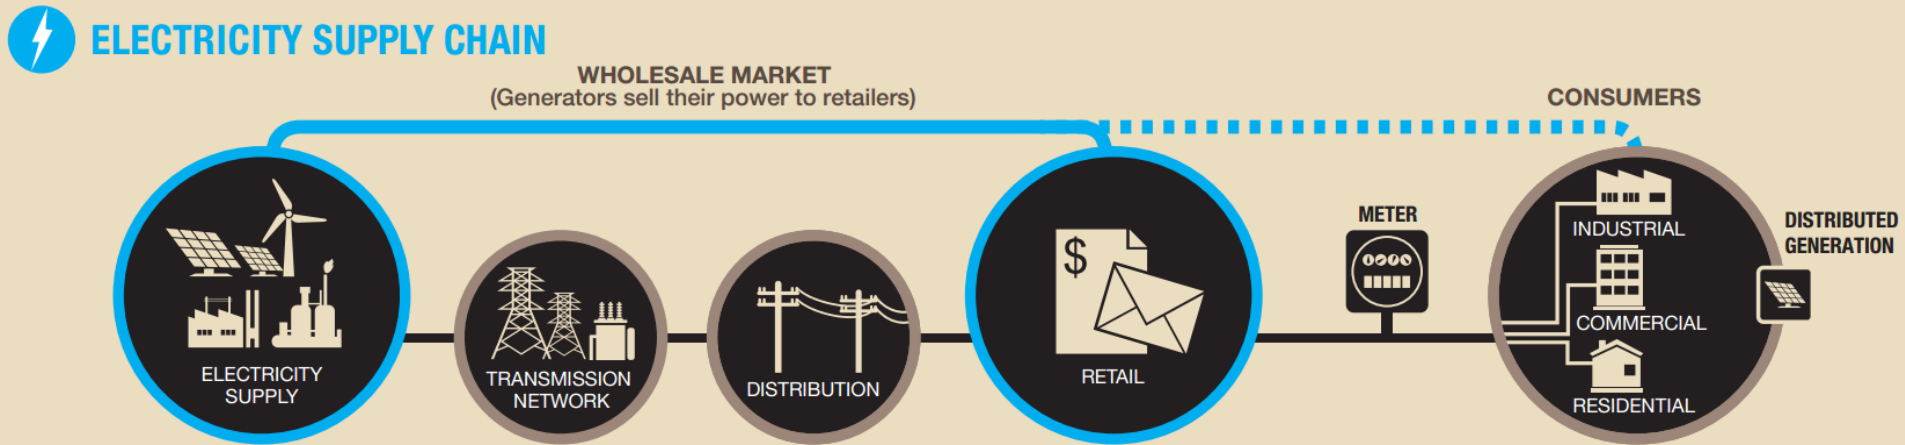 ELECTRICITY SUPPLY CHAIN
WHOLESALE MARKET
(Generators sell their power to retailers)
CONSUMERS
ELECTRICITY
SUPPLY
TRANSMISSION
NETWORK
DISTRIBUTION
$
RETAIL
METER
INDUSTRIAL
COMMERCIAL
RESIDENTIAL
DISTRIBUTED
GENERATION